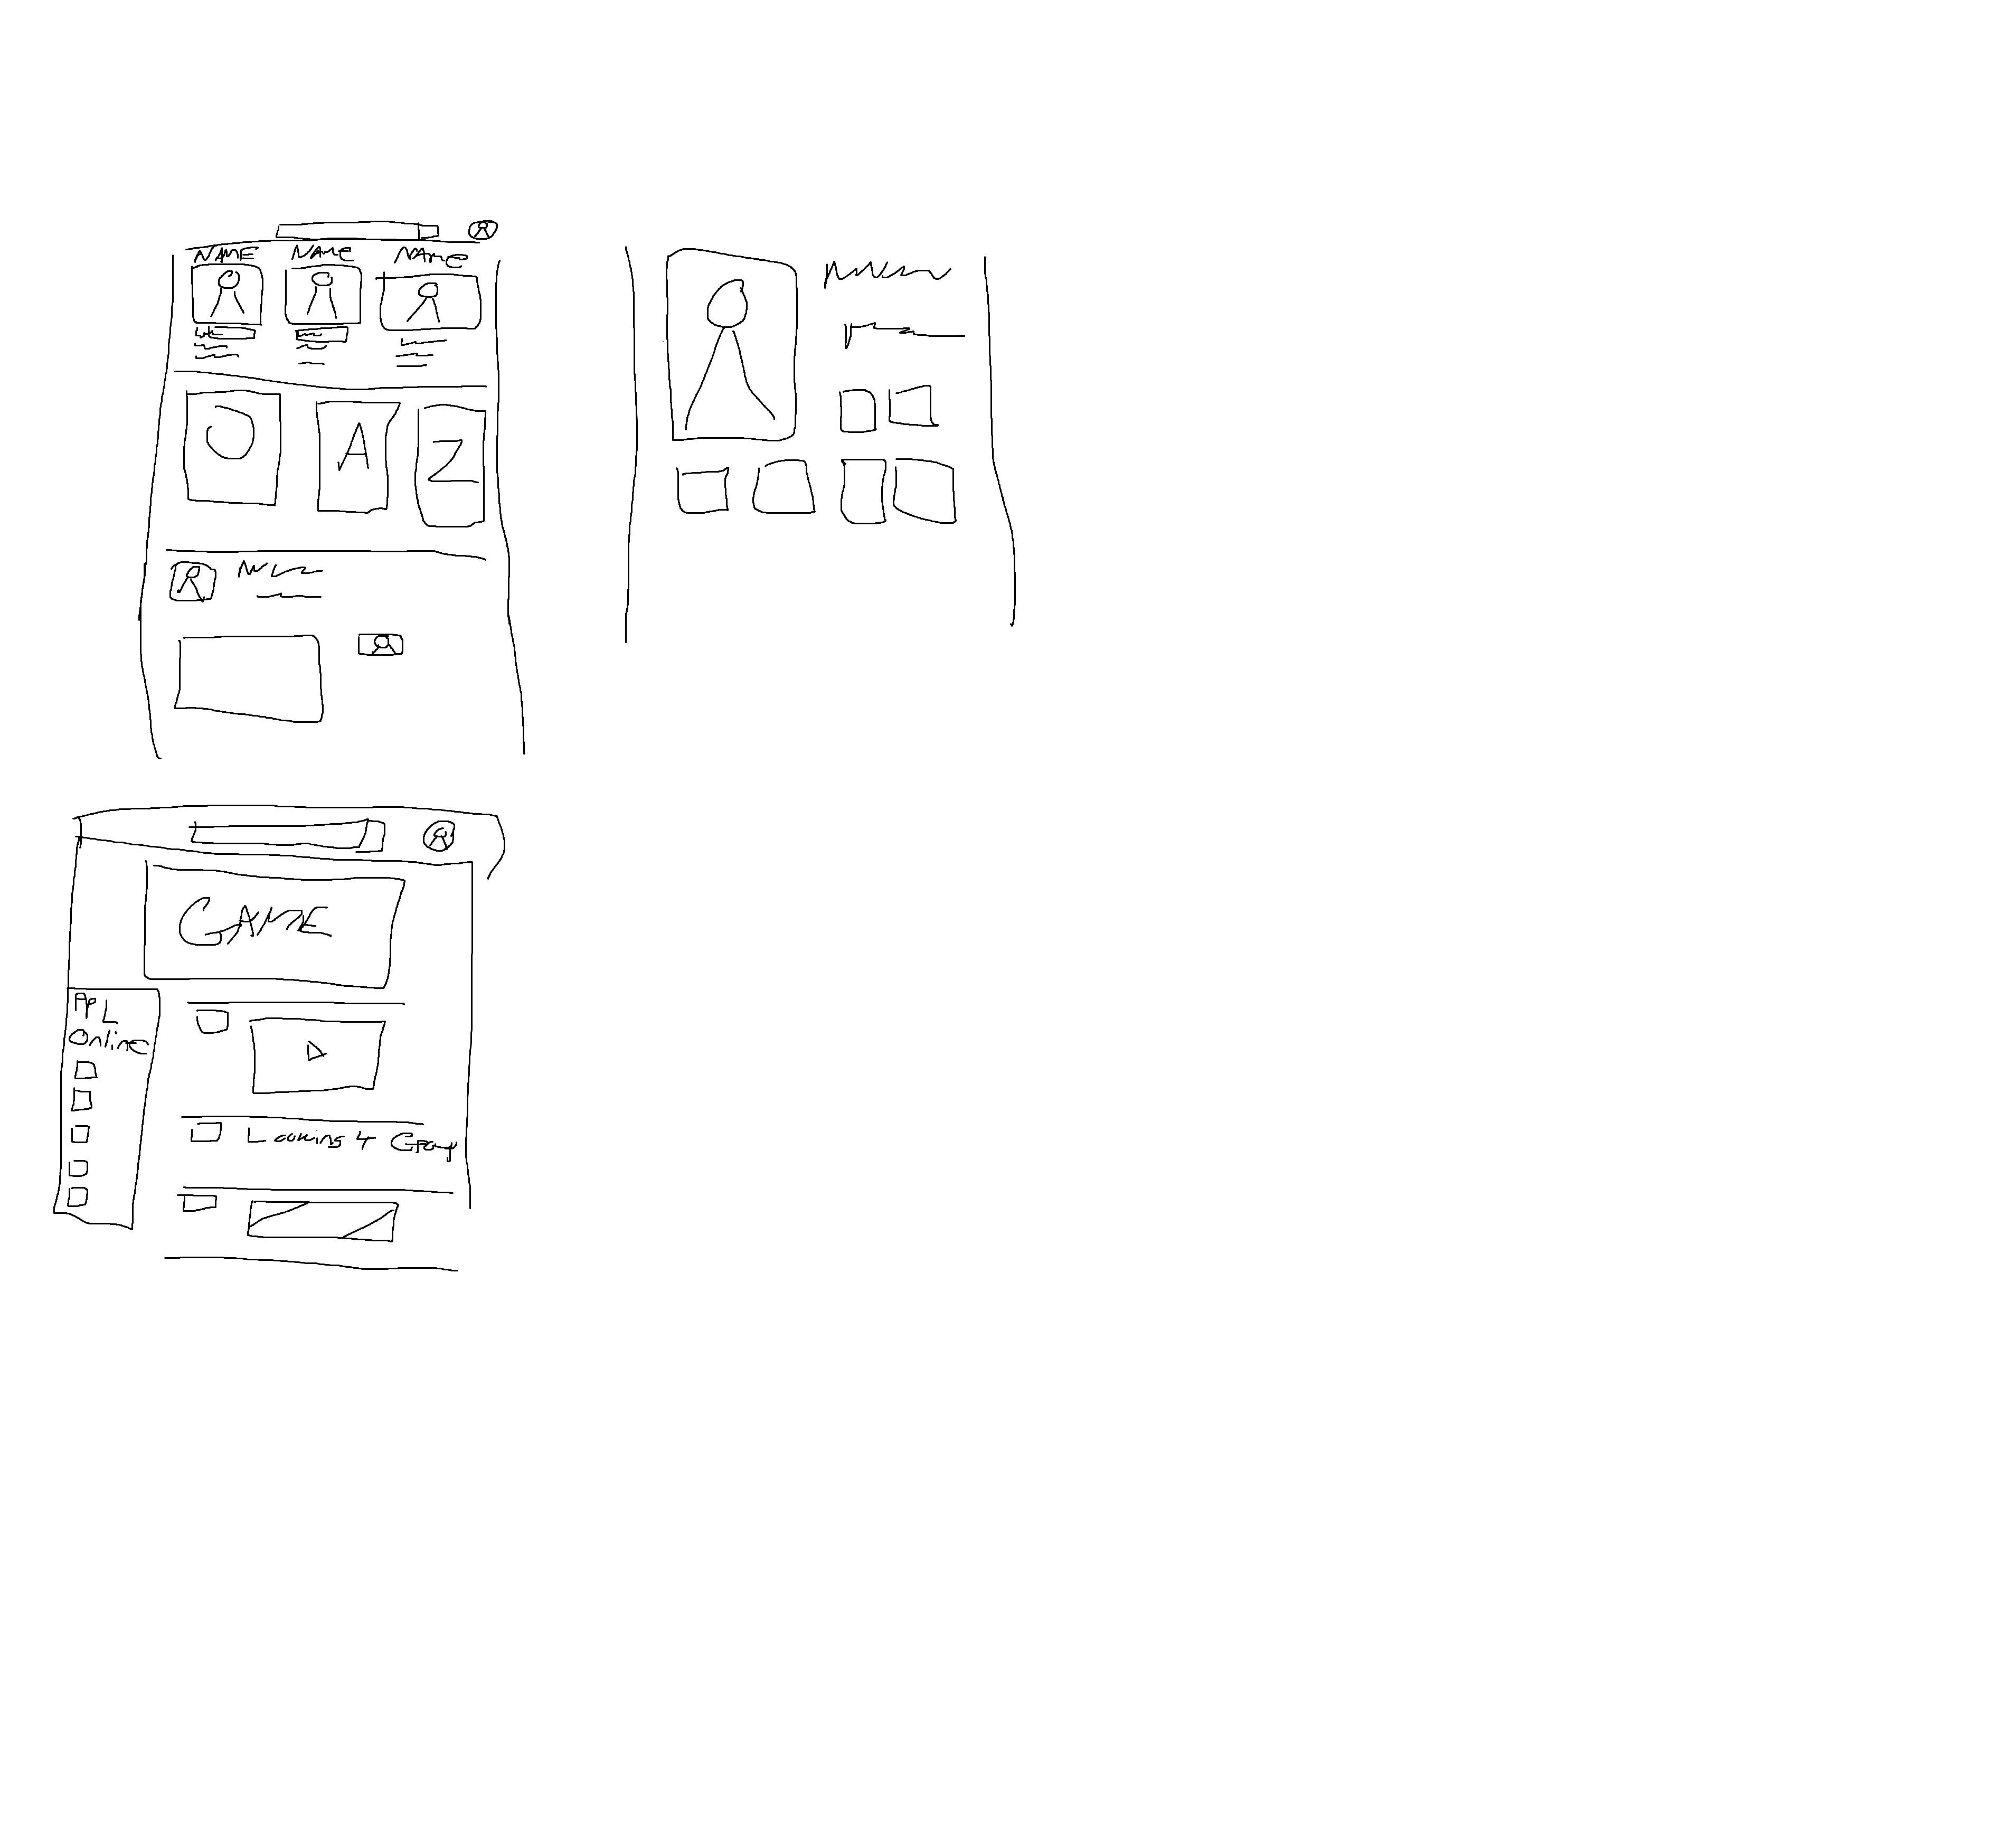 NAME NAME NAME
O A Z
GAME
PPL
Online
Looking 4 Group